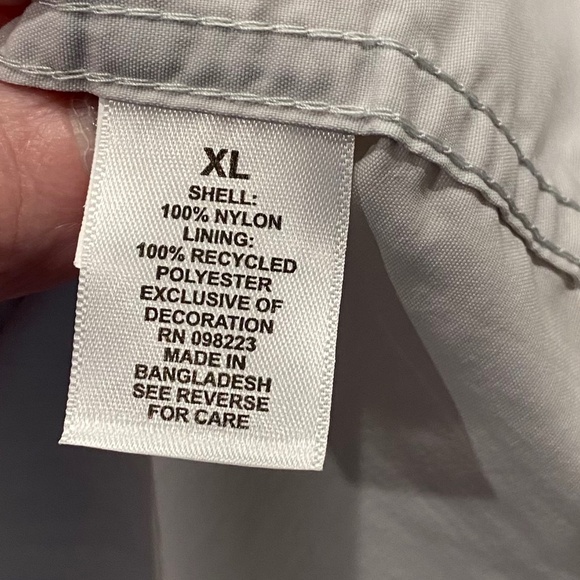 XL
SHELL:
100% NYLON
LINING:
100% RECYCLED
POLYESTER
EXCLUSIVE OF
DECORATION
RN 098223
MADE IN
BANGLADESH
SEE REVERSE
FOR CARE